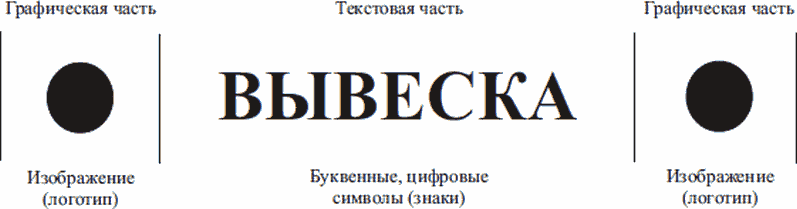 Графическая часть
Текстовая часть
Графическая часть
ВЫВЕСКА
Изображение
(логотип)
Буквенные, цифровые
символы (знаки)
Изображение
(логотип)